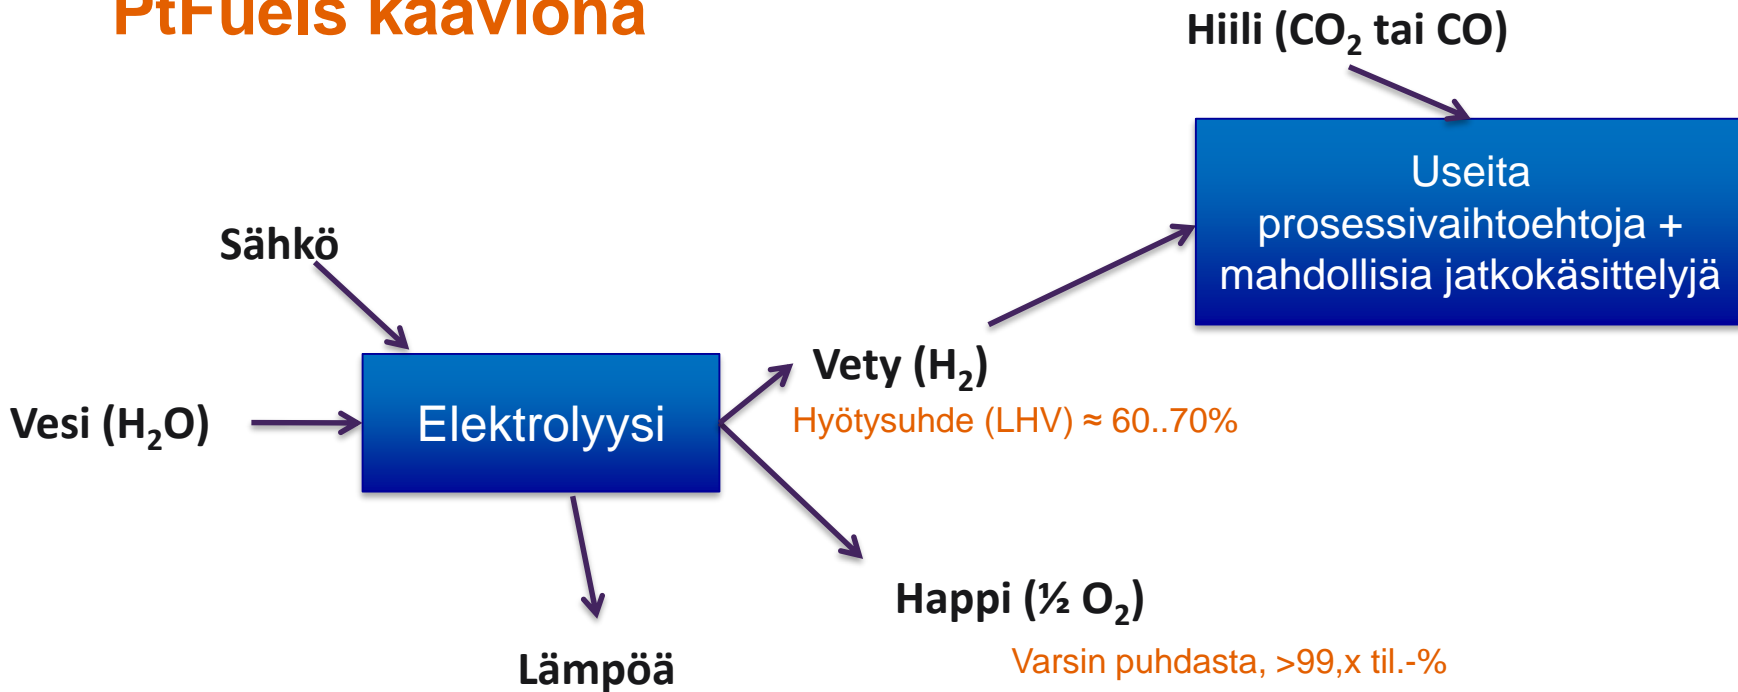 PtFuels kaaviona
Hiili (CO₂ tai CO)
Useita
prosessivaihtoehtoja +
mahdollisia jatkokäsittelyjä
Sähkö
Vety (H₂)
Hyötysuhde (LHV) ≈ 60..70%
Vesi (H₂O)
Elektrolyysi
Happi (½ O₂)
Varsin puhdasta, >99,x til.-%
Lämpöä